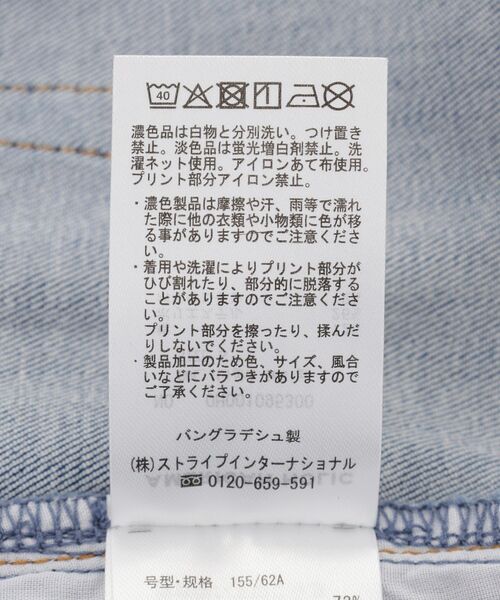 40
濃色品は白物と分別洗い。つけ置き
禁止。淡色品は蛍光増白剤禁止。洗
濯ネット使用。アイロンあて布使用。
プリント部分アイロン禁止。
・濃色製品は摩擦や汗、雨等で濡れ
た際に他の衣類や小物類に色が移
る事がありますのでご注意くださ
い。
・着用や洗濯によりプリント部分が
ひび割れたり、部分的に脱落する
ことがありますのでご注意くださ
い。
プリント部分を擦ったり、揉んだ
りしないでください。
・製品加工のため色、サイズ、風合
いなどにバラつきがありますので
ご了承ください。
バングラデシュ製
(株)ストライプインターナショナル
0120-659-591
号型·规格 155/62A